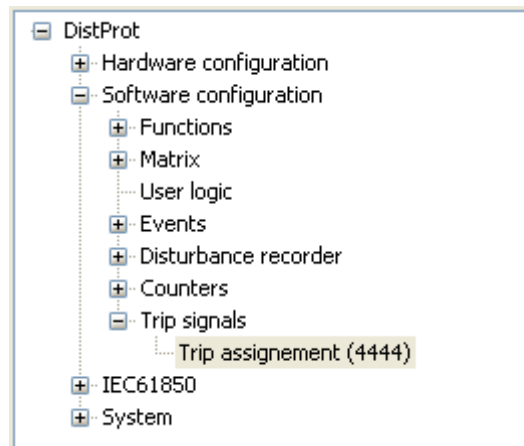 DistProt
Hardware configuration
Software configuration
Functions
Matrix
User logic
Events
Disturbance recorder
Counters
Trip signals
Trip assignement (4444)
IEC61850
System